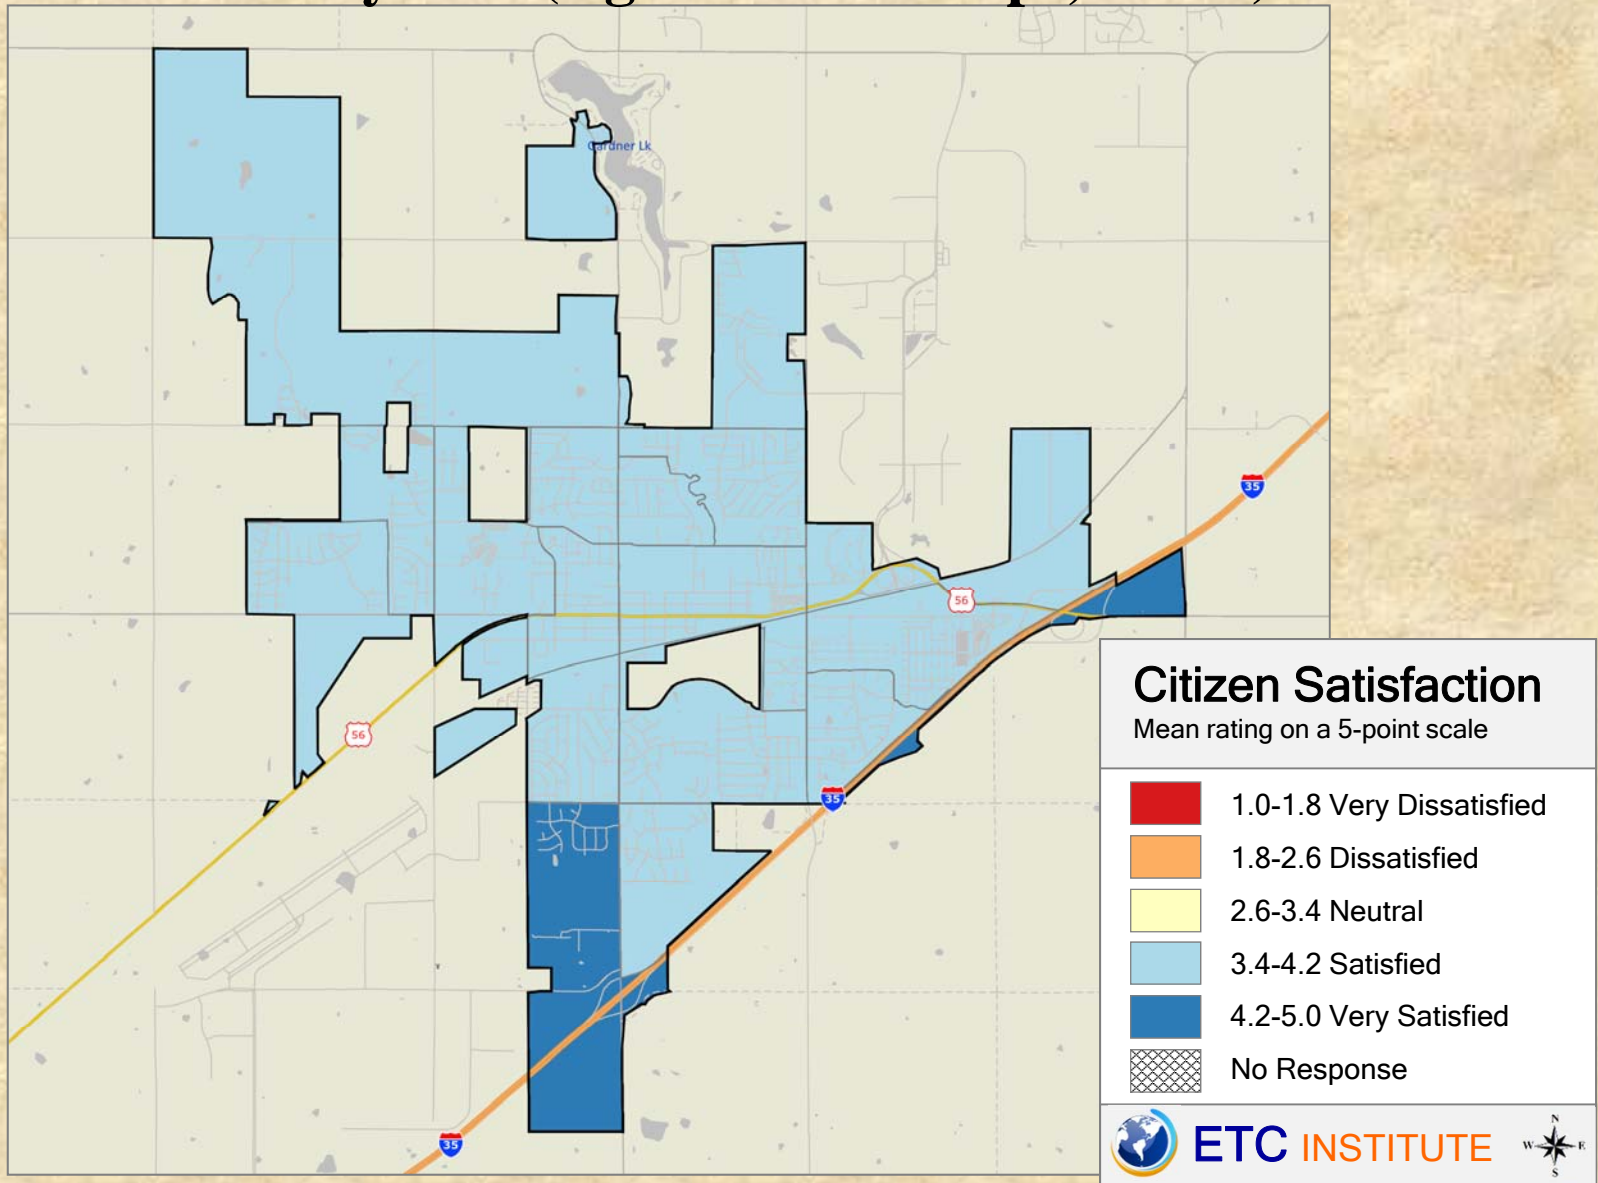 Gardner Lk
35
56
56
35
35
Citizen Satisfaction
Mean rating on a 5-point scale
1.0-1.8 Very Dissatisfied
1.8-2.6 Dissatisfied
2.6-3.4 Neutral
3.4-4.2 Satisfied
4.2-5.0 Very Satisfied
No Response
ETC INSTITUTE
N
W E
S